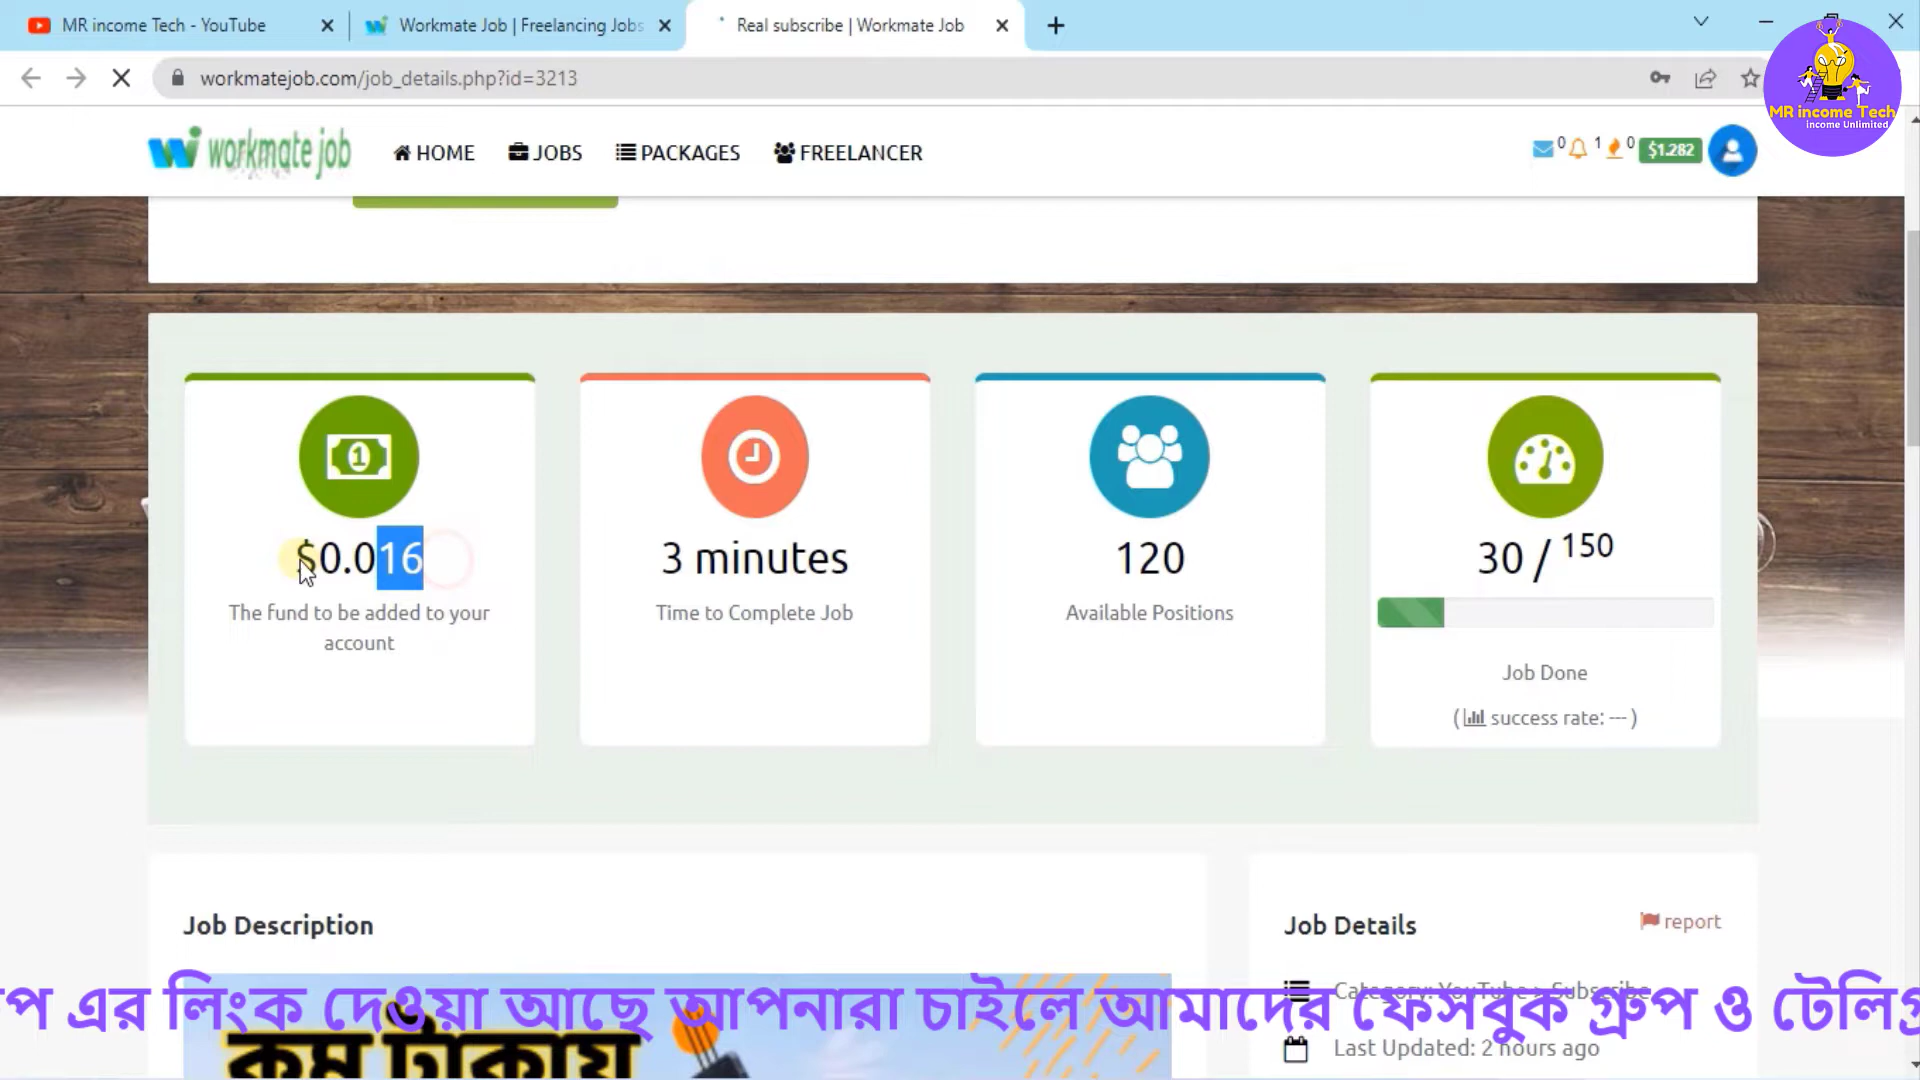 MR income Tech - YouTube
Workmate Job | Freelancing Jobs
Real subscribe | Workmate Job
workmatejob.com/job_details.php?id=3213
MR income Tech
income Unlimited
workmate job
HOME
JOBS
PACKAGES
FREELANCER
0
1
0
$1.282
$0.016
The fund to be added to your
account
3 minutes
Time to Complete Job
120
Available Positions
30 / 150
Job Done
( success rate: --- )
Job Description
Job Details
report
Category: YouTube > Subscribe
প এর লিংক দেওয়া আছে আপনারা চাইলে আমাদের ফেসবুক গ্রুপ ও টেলিগ্র
কম টাকায়
Last Updated: 2 hours ago